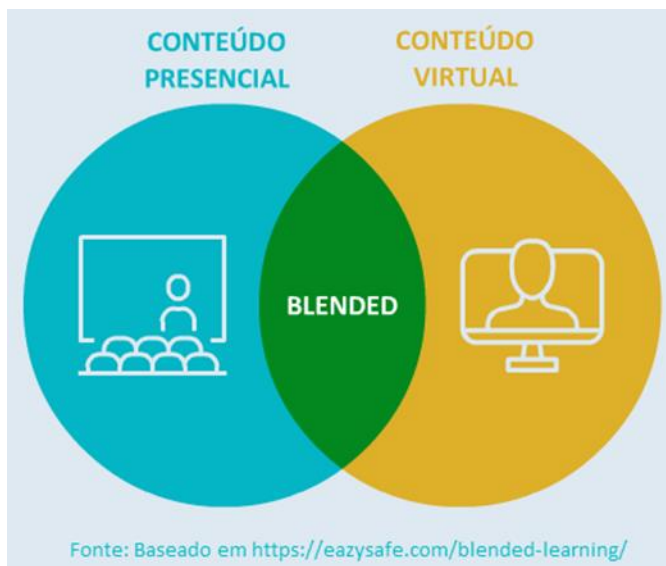 CONTEÚDO
PRESENCIAL
CONTEÚDO
VIRTUAL
BLENDED
Fonte: Baseado em https://eazysafe.com/blended-learning/